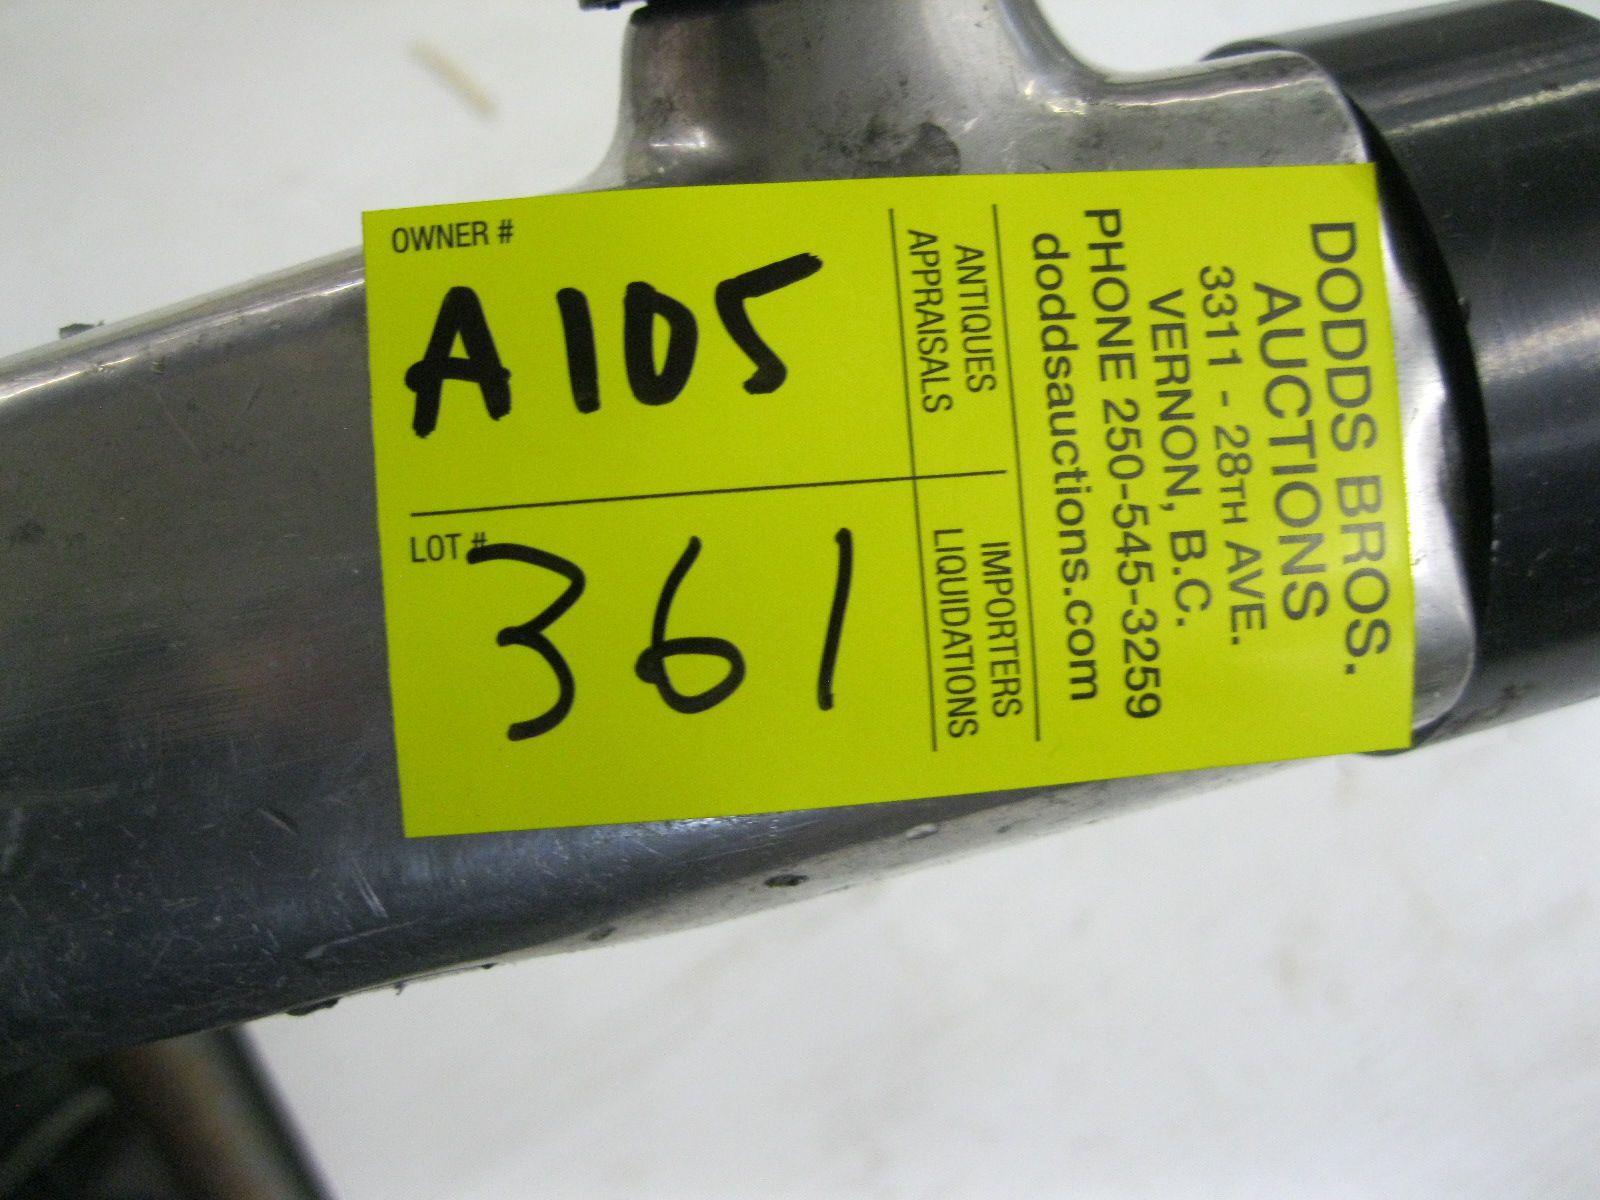 OWNER #
A105
LOT #
361
DODDS BROS.
AUCTIONS
3311 - 28TH AVE.
VERNON, B.C.
PHONE 250-545-3259
doddsauctions.com
ANTIQUES IMPORTERS
APPRAISALS LIQUIDATIONS